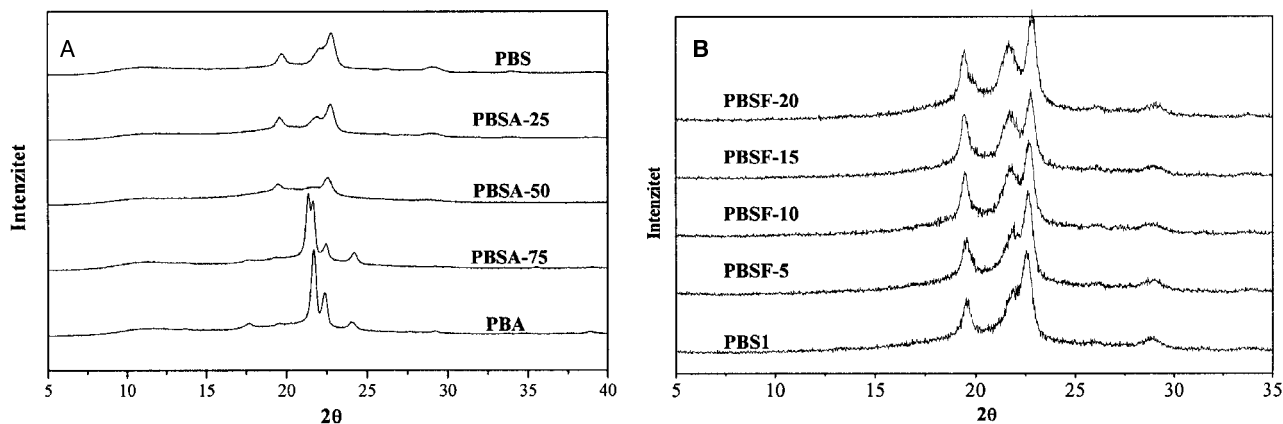 A
PBS
PBSA-25
PBSA-50
PBSA-75
PBA
Intenzitet
5 10 15 20 25 30 35 40
2θ
B
PBSF-20
PBSF-15
PBSF-10
PBSF-5
PBS1
Intenzitet
5 10 15 20 25 30 35
2θ